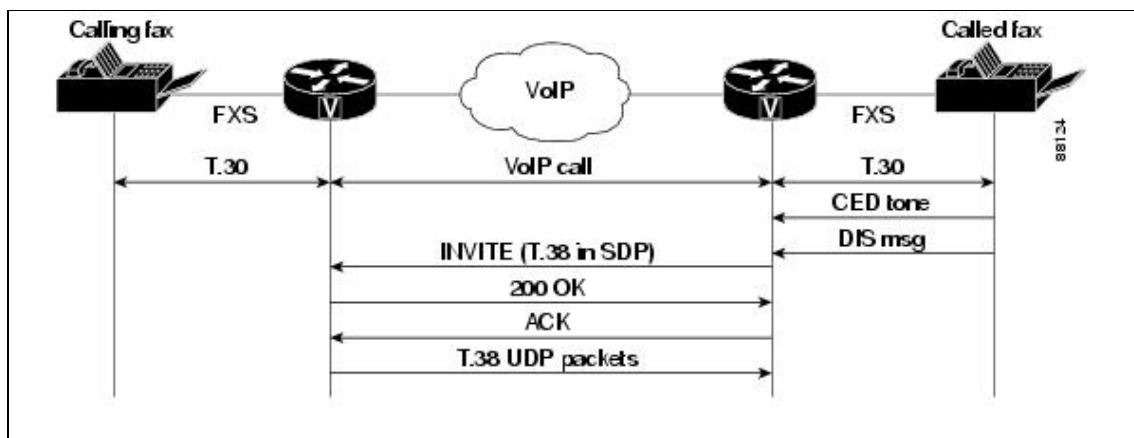 Calling fax
Called fax
FXS
V
VoIP
V
FXS
88124
T.30
VoIP call
T.30
CED tone
DIS msg
INVITE (T.38 in SDP)
200 OK
ACK
T.38 UDP packets